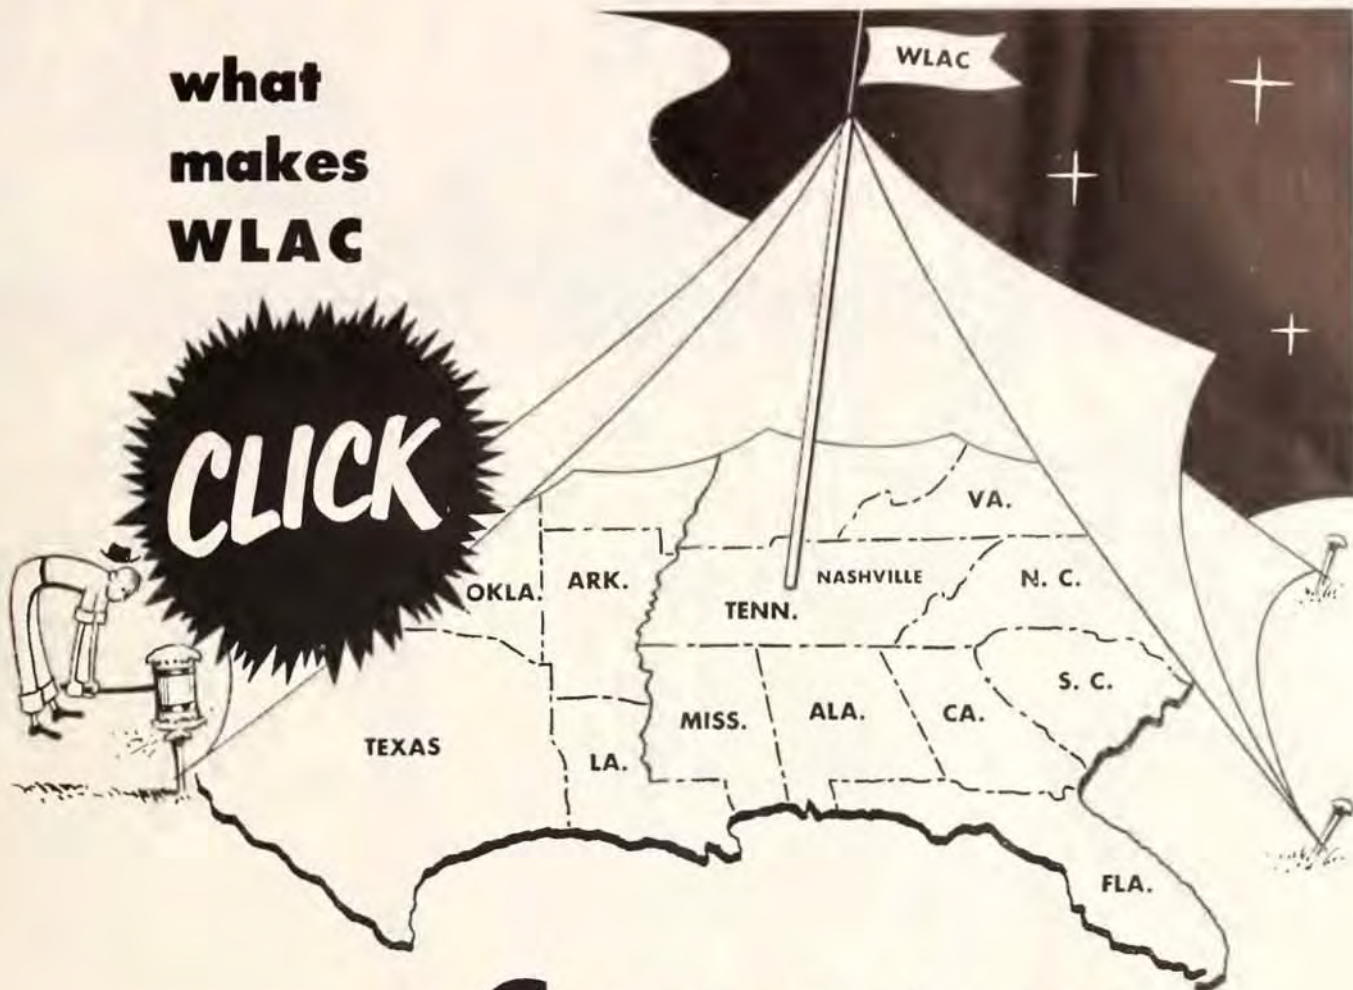 what
makes
WLAC
CLICK
WLAC
VA.
OKLA.
ARK.
NASHVILLE
N. C.
TENN.
S. C.
MISS.
ALA.
CA.
TEXAS
LA.
FLA.